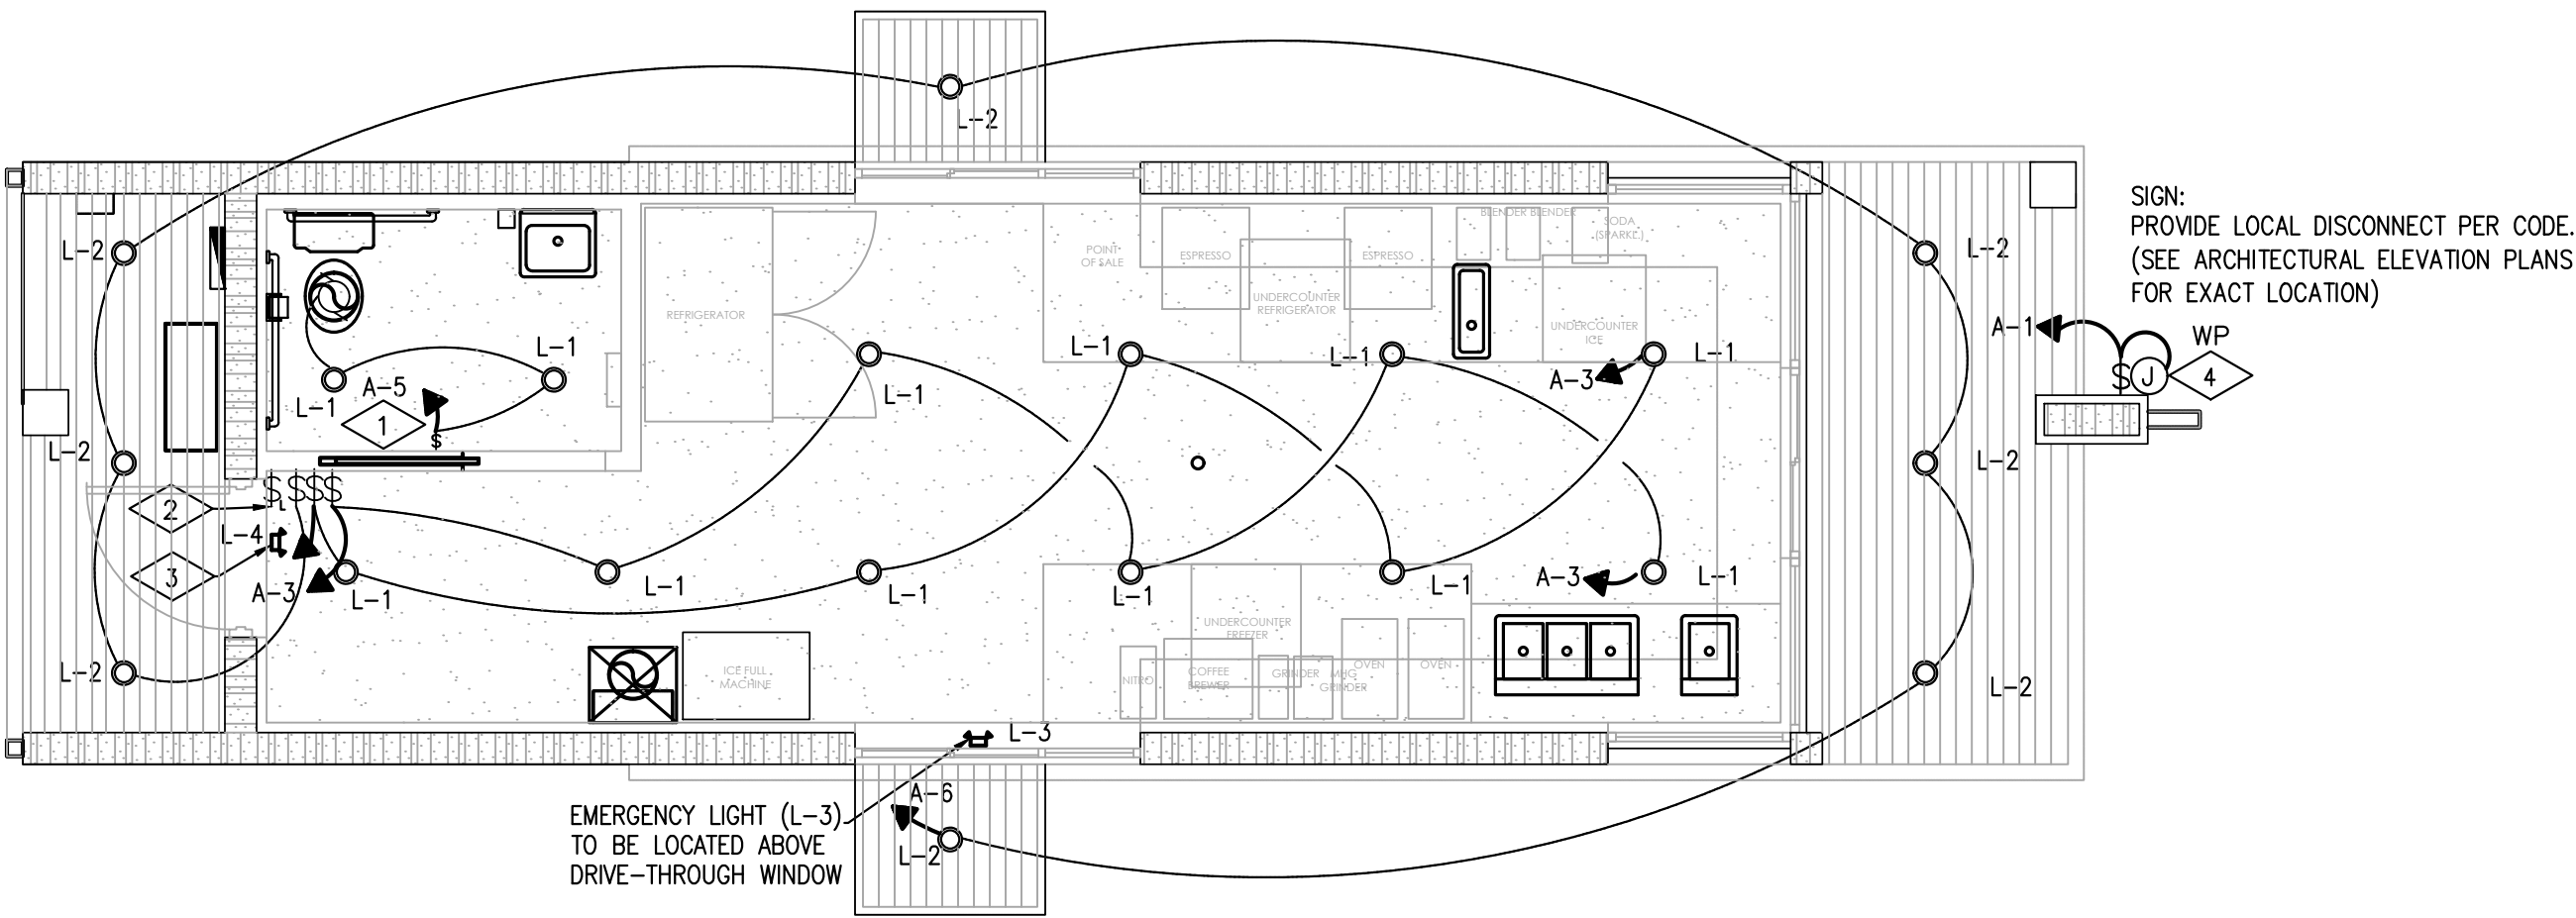 L-2
SIGN:
PROVIDE LOCAL DISCONNECT PER CODE.
(SEE ARCHITECTURAL ELEVATION PLANS
FOR EXACT LOCATION)
BLENDER BLENDER
SODA
(SPARKL.)
L-2
POINT
OF SALE
ESPRESSO
ESPRESSO
L-2
UNDERCOUNTER
REFRIGERATOR
REFRIGERATOR
UNDERCOUNTER
ICE
A-1
WP
S J
4
L-1
L-1
L-1
L-1
A-5
A-3
L-1
L-1
1
$
L-2
L-2
$ $ $ $
L
2
L-4
3
A-3
L-1
L-1
L-1
L-1
L-1
A-3
L-1
UNDERCOUNTER
FREEZER
L-2
ICE FULL
MACHINE
NITRO
COFFEE
BREWER
GRINDER
MHG
GRINDER
OVEN
OVEN
L-2
L-3
A-6
EMERGENCY LIGHT (L-3)
TO BE LOCATED ABOVE
DRIVE-THROUGH WINDOW
L-2